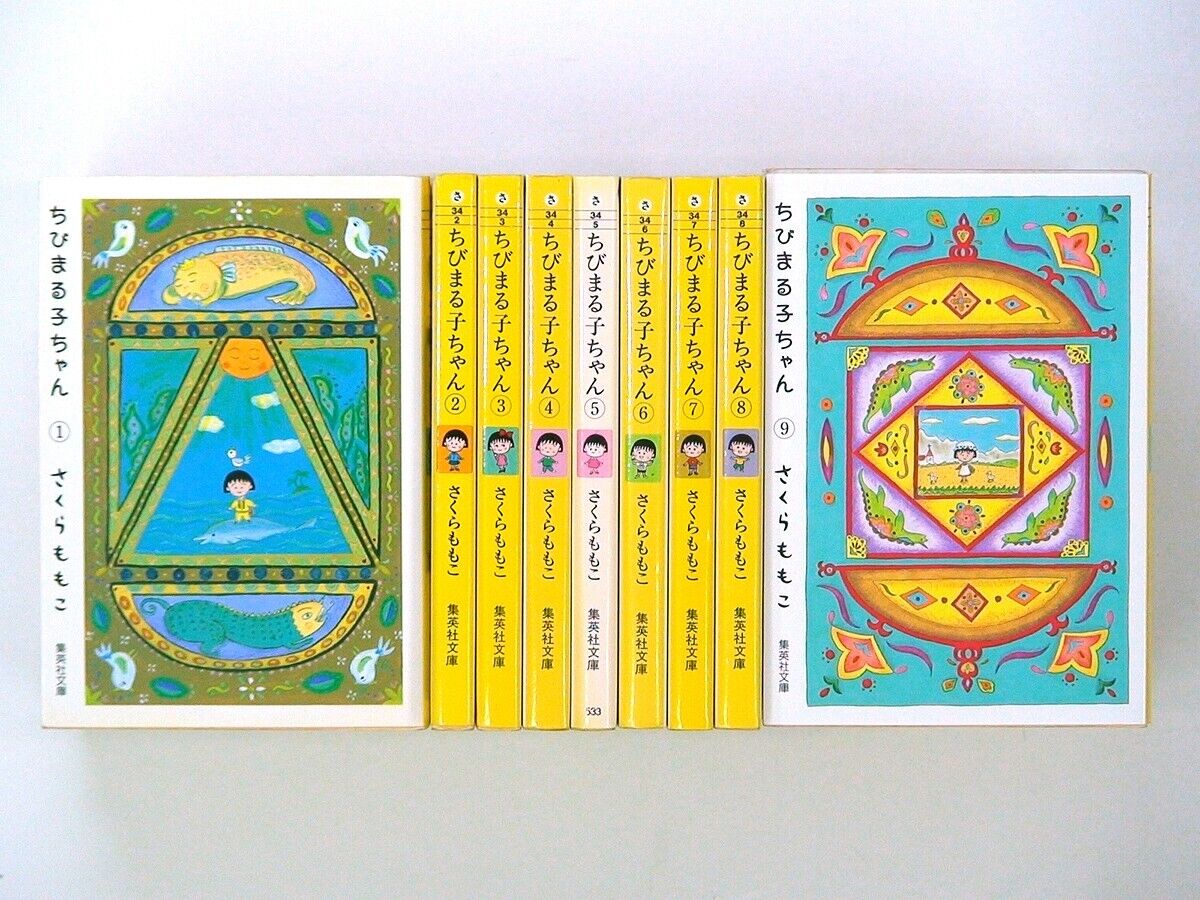 ちびまる子ちゃん ① さくらももこ
集英社文庫
さ
34
2
ちびまる子ちゃん②
さくらももこ
集英社文庫
さ
34
3
ちびまる子ちゃん③
さくらももこ
集英社文庫
さ
34
4
ちびまる子ちゃん④
さくらももこ
集英社文庫
さ
34
5
ちびまる子ちゃん⑤
さくらももこ
集英社文庫
533
さ
34
6
ちびまる子ちゃん⑥
さくらももこ
集英社文庫
さ
34
7
ちびまる子ちゃん⑦
さくらももこ
集英社文庫
さ
34
8
ちびまる子ちゃん⑧
さくらももこ
集英社文庫
ちびまる子ちゃん ⑨ さくらももこ
集英社文庫